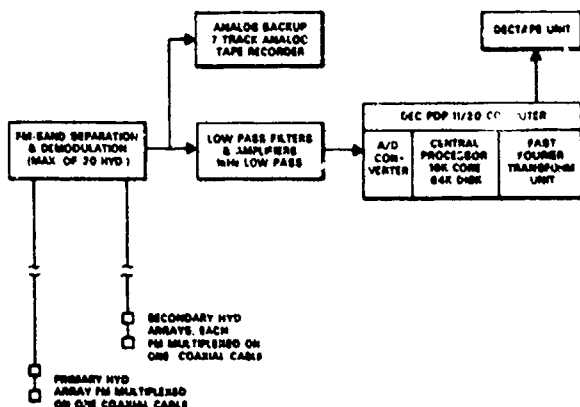 ANALOG BACKUP
7 TRACK ANALOG
TAPE RECORDER
DECTAPE UNIT
FM-BAND SEPARATION
& DEMODULATION
(MAX OF 20 HYD)
LOW PASS FILTERS
& AMPLIFIERS
1kHz LOW PASS
DEC PDP 11/20 COMPUTER
A/D
CON-
VERTER
CENTRAL
PROCESSOR
16K CORE
64K DISK
FAST
FOURIER
TRANSFORM
UNIT
SECONDARY HYD
ARRAYS, EACH
FM MULTIPLEXED ON
ONE COAXIAL CABLE
PRIMARY HYD
ARRAY FM MULTIPLEXED
ON ONE COAXIAL CABLE